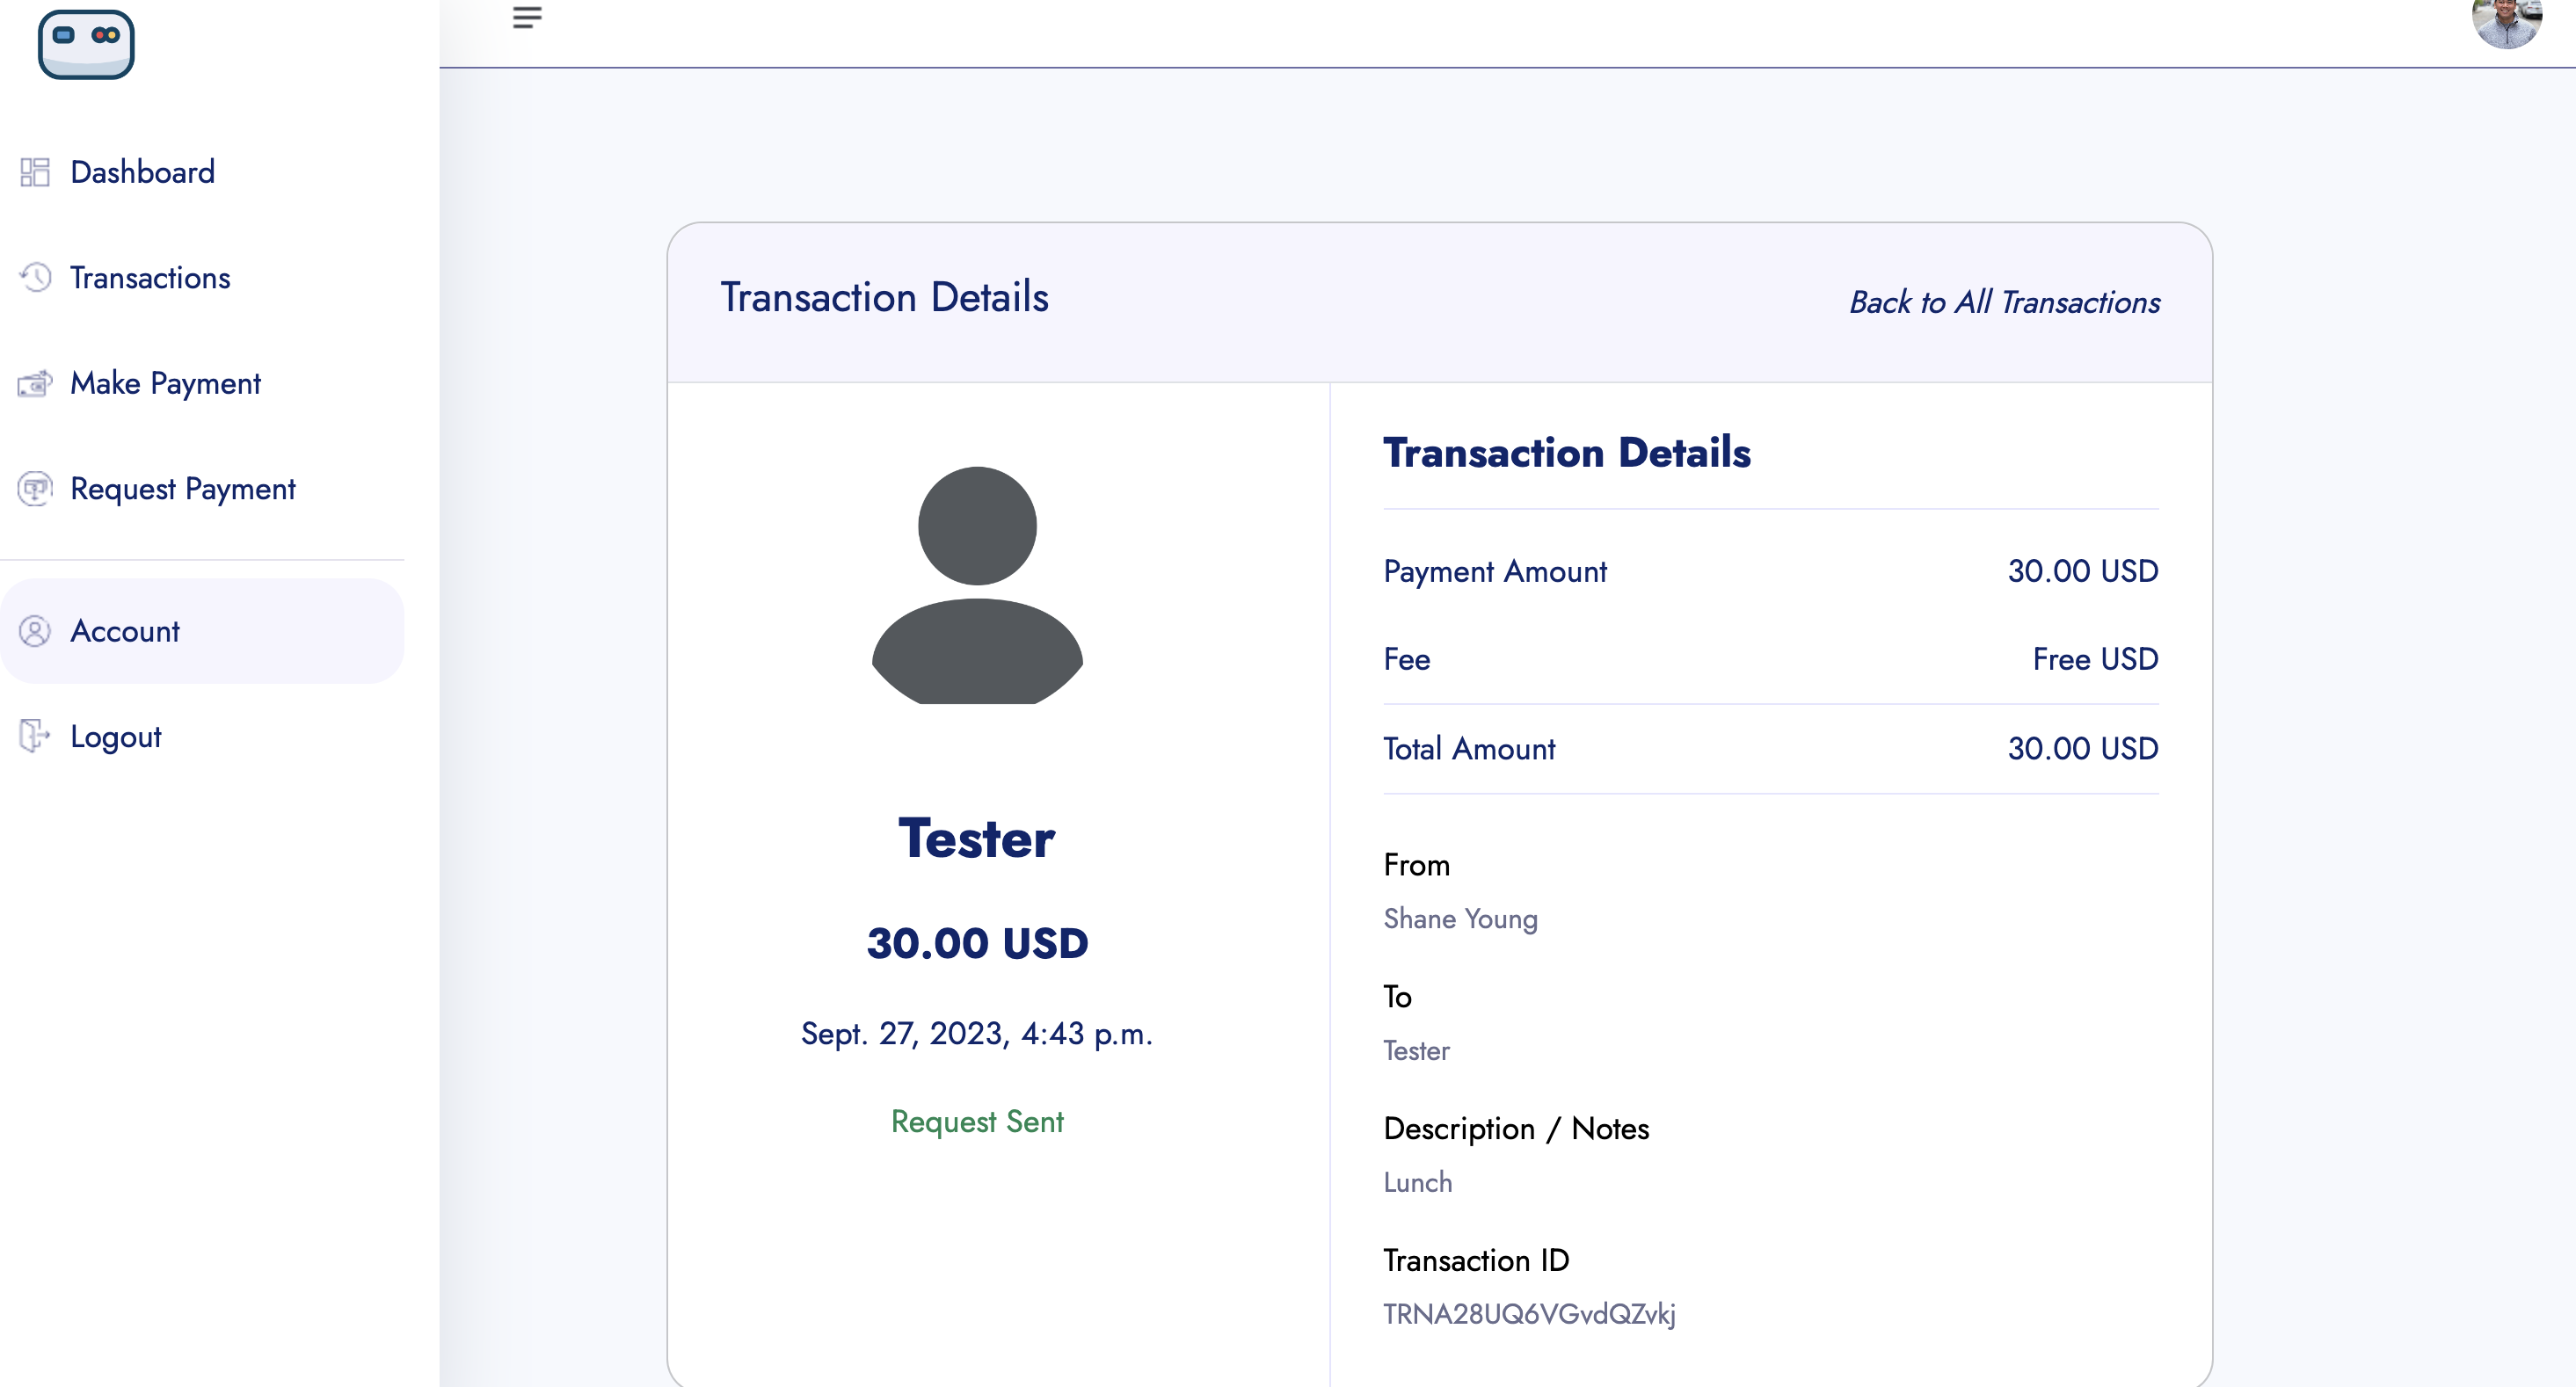 Dashboard
Transactions
Make Payment
Request Payment
Account
Logout
Transaction Details
Back to All Transactions
Tester
30.00 USD
Sept. 27, 2023, 4:43 p.m.
Request Sent
Transaction Details
Payment Amount 30.00 USD
Fee Free USD
Total Amount 30.00 USD
From
Shane Young
To
Tester
Description / Notes
Lunch
Transaction ID
TRNA28UQ6VGvdQZvkj